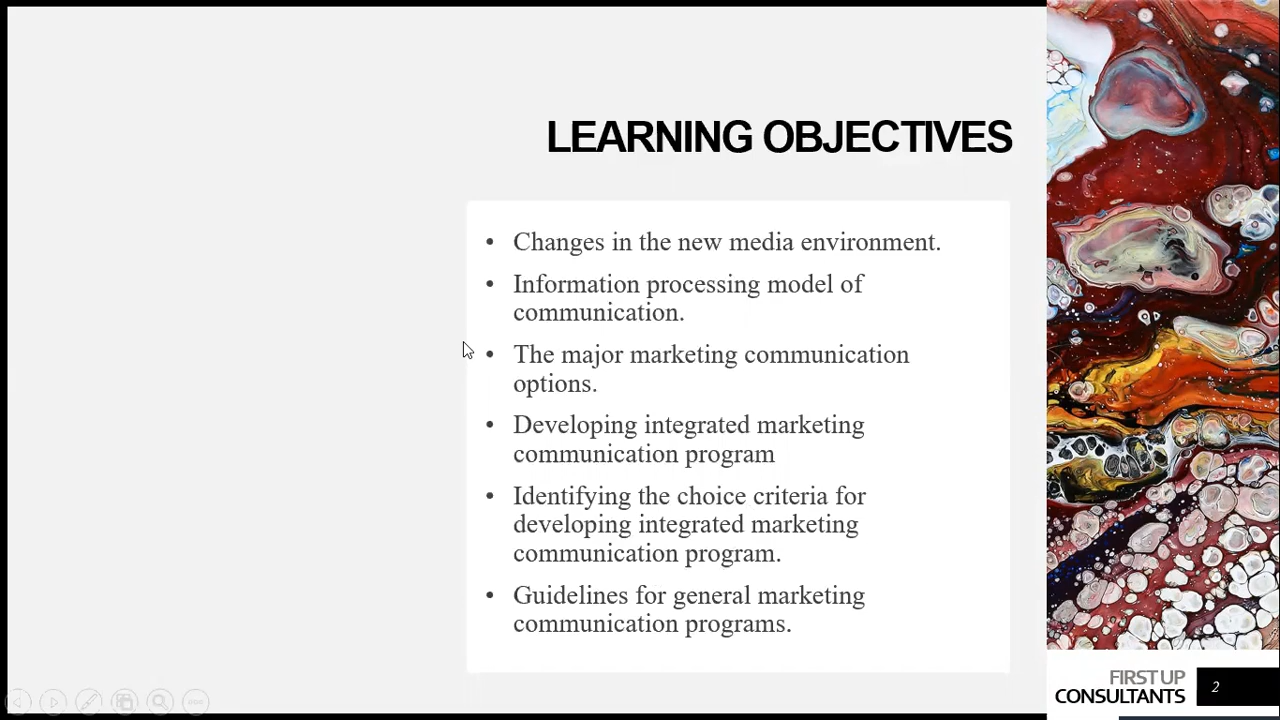 LEARNING OBJECTIVES
• Changes in the new media environment.
• Information processing model of
communication.
• The major marketing communication
options.
• Developing integrated marketing
communication program
• Identifying the choice criteria for
developing integrated marketing
communication program.
• Guidelines for general marketing
communication programs.
FIRST UP
CONSULTANTS
2